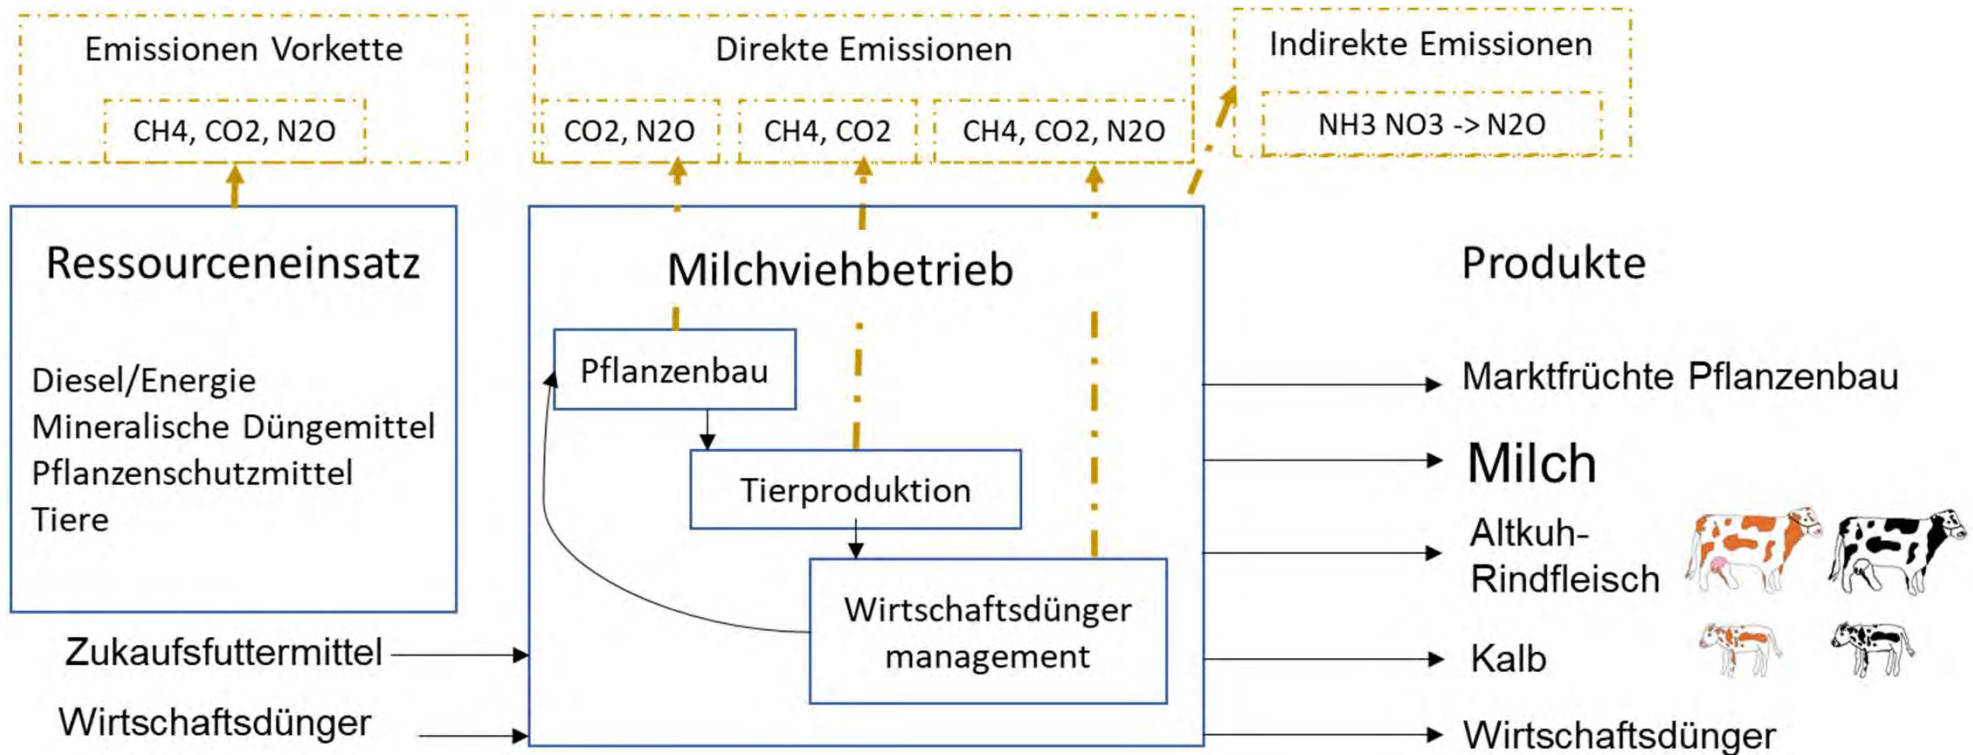 Emissionen Vorkette
CH4, CO2, N2O
Direkte Emissionen
CO2, N2O
CH4, CO2
CH4, CO2, N2O
Indirekte Emissionen
NH3 NO3 -> N2O
Ressourceneinsatz
Diesel/Energie
Mineralische Düngemittel
Pflanzenschutzmittel
Tiere
Zukaufsfuttermittel
Wirtschaftsdünger
Milchviehbetrieb
Pflanzenbau
Tierproduktion
Wirtschaftsdünger
management
Produkte
Marktfrüchte Pflanzenbau
Milch
Altkuh-
Rindfleisch
Kalb
Wirtschaftsdünger